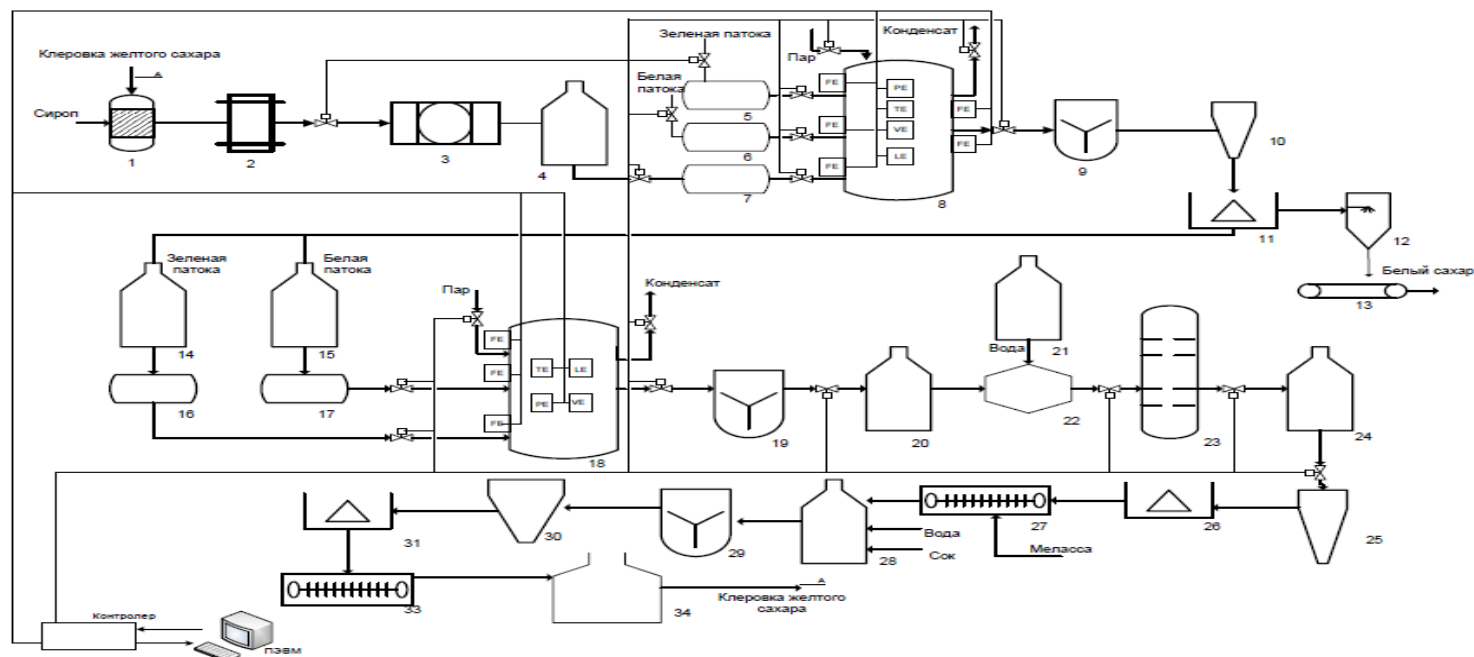 Клеровка желтого сахара
А
Сироп
1
2
3
4
Зеленая патока
Белая
патока
5
6
7
Пар
Конденсат
FE
FE
FE
PE
TE
VE
LE
FE
FE
8
9
10
11
12
Белый сахар
13
Зеленая
патока
Белая
патока
14
15
16
17
Пар
Конденсат
FE
FE
FE
TE
LE
PE
VE
18
19
20
21
Вода
22
23
24
25
26
27
Меласса
Вода
Сок
28
29
30
31
33
34
А
Клеровка желтого
сахара
Контролер
ПЭВМ